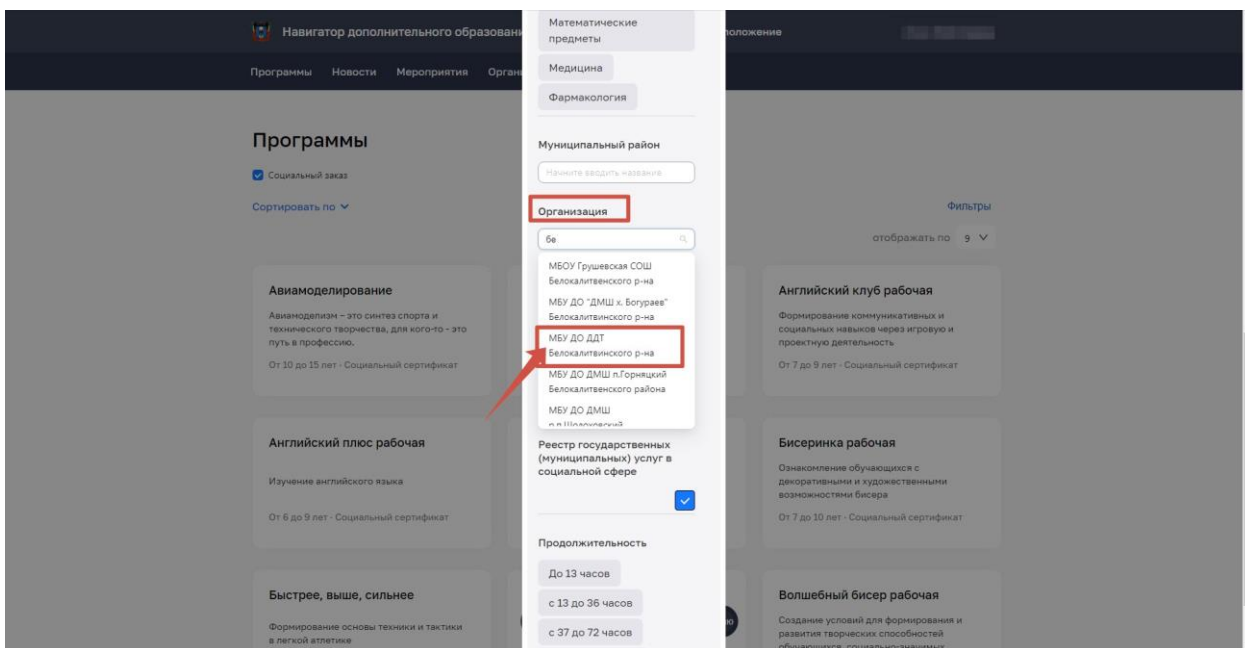 Навигатор дополнительного образовани
положение
Программы Новости Мероприятия Орган
Программы
Социальный заказ
Сортировать по
Фильтры
отображать по 9
Авиамоделирование
Авиамоделизм – это синтез спорта и
технического творчества, для кого-то - это
путь в профессию.
От 10 до 15 лет · Социальный сертификат
Английский клуб рабочая
Формирование коммуникативных и
социальных навыков через игровую и
проектную деятельность
От 7 до 9 лет · Социальный сертификат
Английский плюс рабочая
Изучение английского языка
От 6 до 9 лет · Социальный сертификат
Бисеринка рабочая
Ознакомление обучающихся с
декоративными и художественными
возможностями бисера
От 7 до 10 лет · Социальный сертификат
Быстрее, выше, сильнее
Формирование основы техники и тактики
в легкой атлетике
Волшебный бисер рабочая
Создание условий для формирования и
развития творческих способностей
обучающихся, социально-значимых
Математические
предметы
Медицина
Фармакология
Муниципальный район
Начните вводить название
Организация
бе
МБОУ Грушевская СОШ
Белокалитвенского р-на
МБУ ДО "ДМШ х. Богураев"
Белокалитвинского р-на
МБУ ДО ДДТ
Белокалитвинского р-на
МБУ ДО ДМШ п.Горняцкий
Белокалитвенского района
МБУ ДО ДМШ
п.п Шолоховский
Реестр государственных
(муниципальных) услуг в
социальной сфере
Продолжительность
До 13 часов
с 13 до 36 часов
с 37 до 72 часов
ю